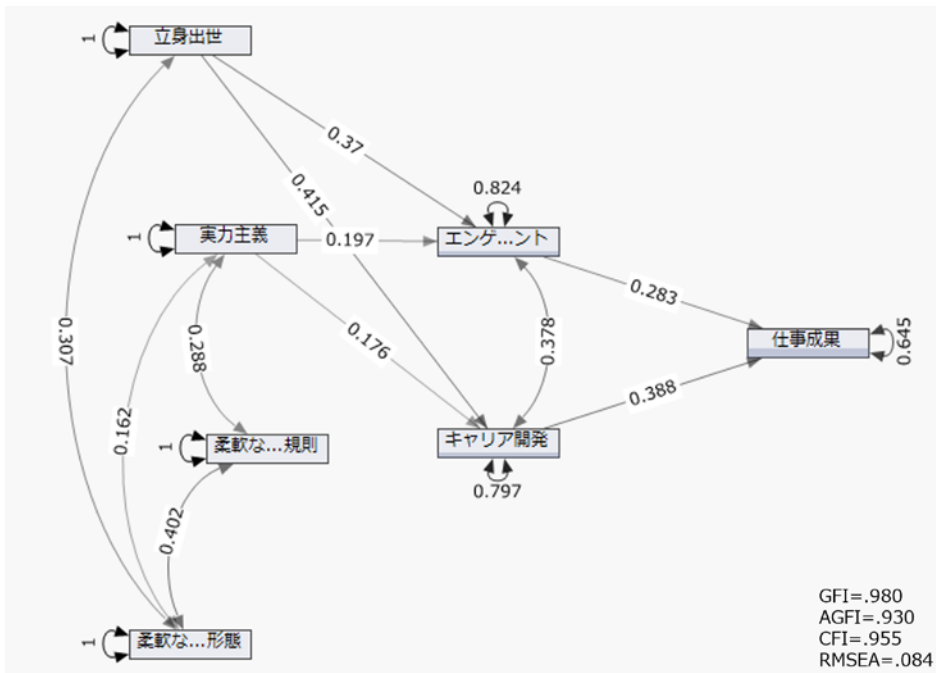 1
立身出世
0.37
0.415
0.824
1
実力主義
0.197
エンゲ...ント
0.283
0.307
0.288
0.176
0.378
仕事成果
0.645
0.162
0.388
1
柔軟な...規則
キャリア開発
0.797
0.402
1
柔軟な...形態
GFI=.980
AGFI=.930
CFI=.955
RMSEA=.084